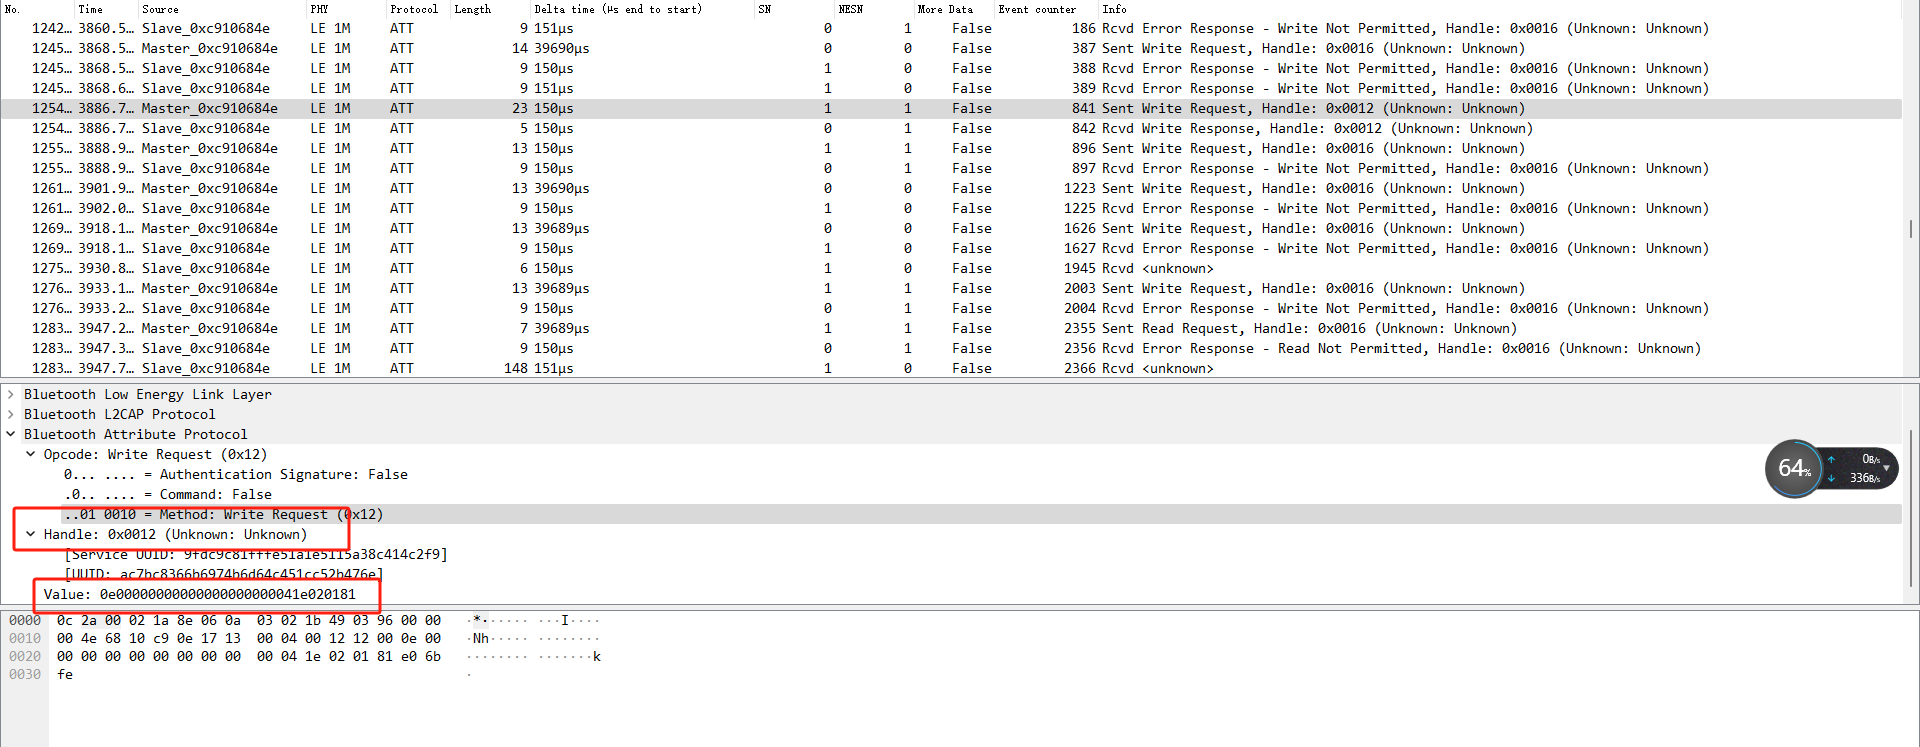 No. Time Source PHY Protocol Length Delta time (μs end to start) SN NESN More Data Event counter Info
1242… 3860.5… Slave_0xc910684e LE 1M ATT 9 151μs 0 1 False 186 Rcvd Error Response - Write Not Permitted, Handle: 0x0016 (Unknown: Unknown)
1245… 3868.5… Master_0xc910684e LE 1M ATT 14 39690μs 0 0 False 387 Sent Write Request, Handle: 0x0016 (Unknown: Unknown)
1245… 3868.5… Slave_0xc910684e LE 1M ATT 9 150μs 1 0 False 388 Rcvd Error Response - Write Not Permitted, Handle: 0x0016 (Unknown: Unknown)
1245… 3868.6… Slave_0xc910684e LE 1M ATT 9 151μs 1 0 False 389 Rcvd Error Response - Write Not Permitted, Handle: 0x0016 (Unknown: Unknown)
1254… 3886.7… Master_0xc910684e LE 1M ATT 23 150μs 1 1 False 841 Sent Write Request, Handle: 0x0012 (Unknown: Unknown)
1254… 3886.7… Slave_0xc910684e LE 1M ATT 5 150μs 0 1 False 842 Rcvd Write Response, Handle: 0x0012 (Unknown: Unknown)
1255… 3888.9… Master_0xc910684e LE 1M ATT 13 150μs 1 1 False 896 Sent Write Request, Handle: 0x0016 (Unknown: Unknown)
1255… 3888.9… Slave_0xc910684e LE 1M ATT 9 150μs 0 1 False 897 Rcvd Error Response - Write Not Permitted, Handle: 0x0016 (Unknown: Unknown)
1261… 3901.9… Master_0xc910684e LE 1M ATT 13 39690μs 0 0 False 1223 Sent Write Request, Handle: 0x0016 (Unknown: Unknown)
1261… 3902.0… Slave_0xc910684e LE 1M ATT 9 150μs 1 0 False 1225 Rcvd Error Response - Write Not Permitted, Handle: 0x0016 (Unknown: Unknown)
1269… 3918.1… Master_0xc910684e LE 1M ATT 13 39689μs 0 0 False 1626 Sent Write Request, Handle: 0x0016 (Unknown: Unknown)
1269… 3918.1… Slave_0xc910684e LE 1M ATT 9 150μs 1 0 False 1627 Rcvd Error Response - Write Not Permitted, Handle: 0x0016 (Unknown: Unknown)
1275… 3930.8… Slave_0xc910684e LE 1M ATT 6 150μs 1 0 False 1945 Rcvd <unknown>
1276… 3933.1… Master_0xc910684e LE 1M ATT 13 39689μs 1 1 False 2003 Sent Write Request, Handle: 0x0016 (Unknown: Unknown)
1276… 3933.2… Slave_0xc910684e LE 1M ATT 9 150μs 0 1 False 2004 Rcvd Error Response - Write Not Permitted, Handle: 0x0016 (Unknown: Unknown)
1283… 3947.2… Master_0xc910684e LE 1M ATT 7 39689μs 1 1 False 2355 Sent Read Request, Handle: 0x0016 (Unknown: Unknown)
1283… 3947.3… Slave_0xc910684e LE 1M ATT 9 150μs 0 1 False 2356 Rcvd Error Response - Read Not Permitted, Handle: 0x0016 (Unknown: Unknown)
1283… 3947.7… Slave_0xc910684e LE 1M ATT 148 151μs 1 0 False 2366 Rcvd <unknown>
Bluetooth Low Energy Link Layer
Bluetooth L2CAP Protocol
Bluetooth Attribute Protocol
Opcode: Write Request (0x12)
0... .... = Authentication Signature: False
.0.. .... = Command: False
..01 0010 = Method: Write Request (0x12)
Handle: 0x0012 (Unknown: Unknown)
[Service UUID: 9fdc9c81fffe51a1e5115a38c414c2f9]
[UUID: ac7bc8366b6974b6d64c451cc52b476e]
Value: 0e00000000000000000000041e020181
64%
0B/s
336B/s
0000 0c 2a 00 02 1a 8e 06 0a 03 02 1b 49 03 96 00 00 ·*······ ···I····
0010 00 4e 68 10 c9 0e 17 13 00 04 00 12 12 00 0e 00 ·Nh····· ········
0020 00 00 00 00 00 00 00 00 00 04 1e 02 01 81 e0 6b ········ ·······k
0030 fe ·